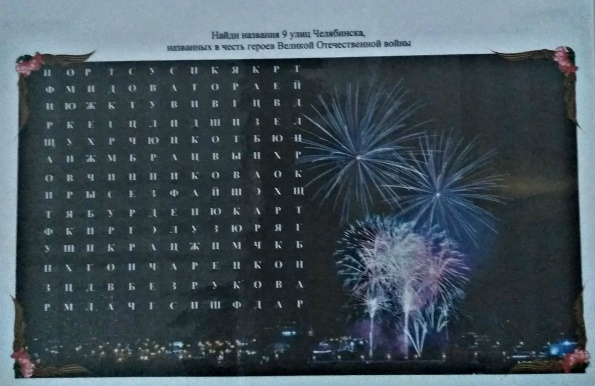 Найди названия 9 улиц Челябинска,
названных в честь героев Великой Отечественной войны
П О Р Т С У С И К Я К Р Г
Ф М И Д О В А Т О Р А Е Й
И Ю Ж К Т У В И В Г Ц В Д
Р К Е Г Ц Л И Д Ш И З Е Л
Щ У Х Р Ч Ю И К О Т Б Ю И
А Н Ж М Б Р А Ц В Ы Н Х Р
О В Ч И Н Н И К О В А О К
И Р Ы С Е З Ф А Й Ш Э Х Щ
Т Я Б У Р Д Е Н Ю К А Р Т
Ф К П Р Г Э Л У З Ю Р Я Г
У Ш И К Р А Ц Ж И М Ч К Б
Н Х Г О Н Ч А Р Е Н К О Н
З Ц Д В Б Е З Р У К О В А
Р М Л А Ч Г С П Ш Ф Д А Р